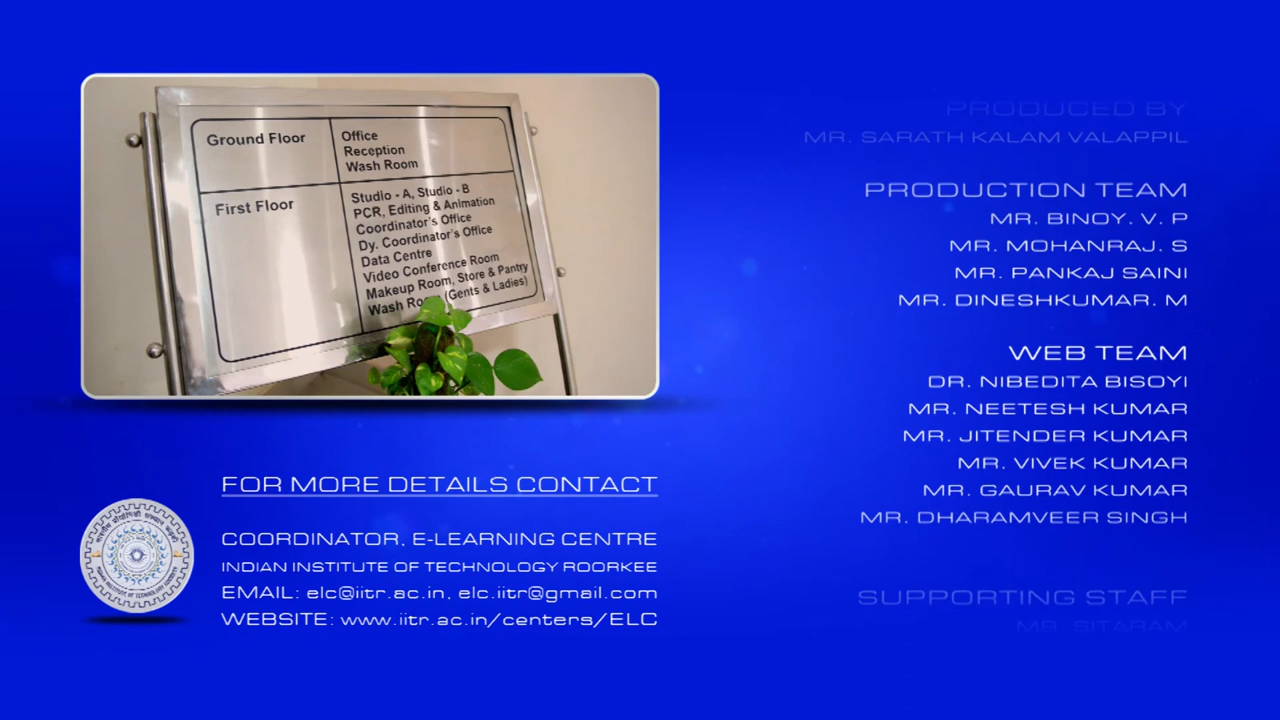 Ground Floor
Office
Reception
Wash Room
First Floor
Studio - A, Studio - B
PCR, Editing & Animation
Coordinator's Office
Dy. Coordinator's Office
Data Centre
Video Conference Room
Makeup Room, Store & Pantry
Wash Room (Gents & Ladies)
FOR MORE DETAILS CONTACT
COORDINATOR, E-LEARNING CENTRE
INDIAN INSTITUTE OF TECHNOLOGY ROORKEE
EMAIL: elc@iitr.ac.in, elc.iitr@gmail.com
WEBSITE: www.iitr.ac.in/centers/ELC
PRODUCED BY
MR. SARATH KALAM VALAPPIL
PRODUCTION TEAM
MR. BINOY. V. P
MR. MOHANRAJ. S
MR. PANKAJ SAINI
MR. DINESHKUMAR. M
WEB TEAM
DR. NIBEDITA BISOYI
MR. NEETESH KUMAR
MR. JITENDER KUMAR
MR. VIVEK KUMAR
MR. GAURAV KUMAR
MR. DHARAMVEER SINGH
SUPPORTING STAFF
MR. SITARAM